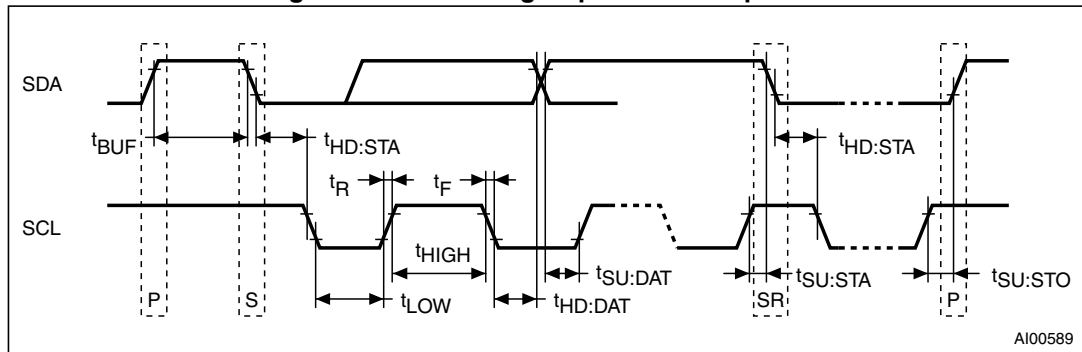 SDA
tBUF
tHD:STA
tHD:STA
tR
tF
SCL
tHIGH
tSU:DAT
tSU:STA
tSU:STO
tLOW
tHD:DAT
P
S
SR
P
AI00589